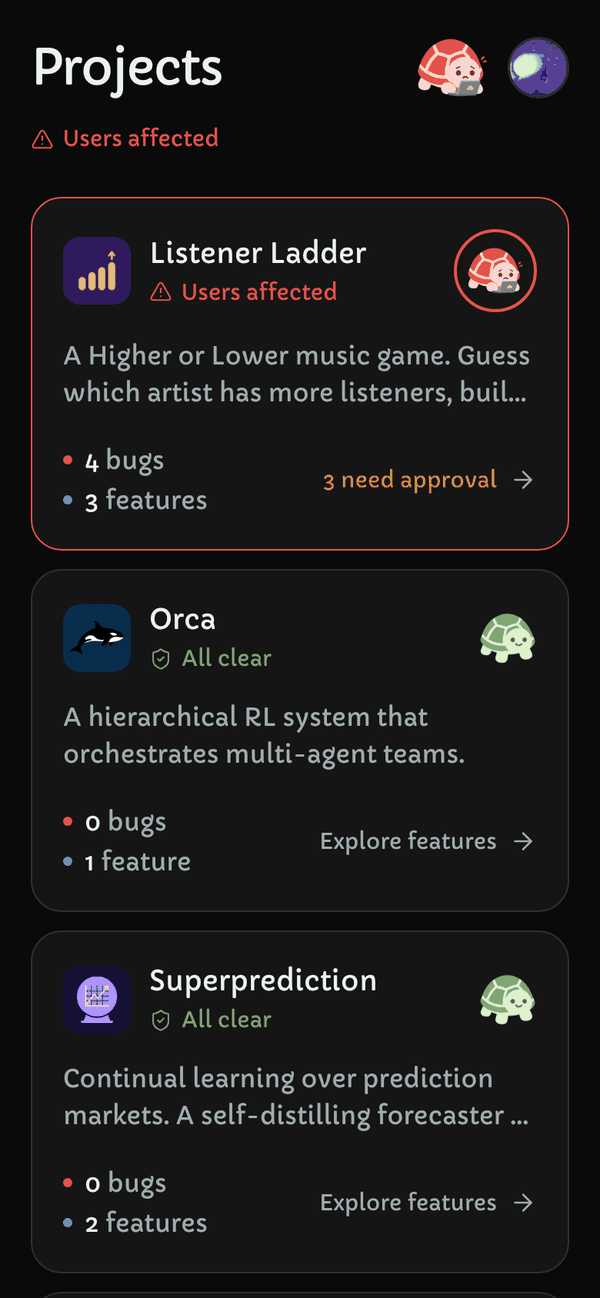 Projects
Users affected
Listener Ladder
Users affected
A Higher or Lower music game. Guess
which artist has more listeners, buil...
4 bugs
3 features
3 need approval
Orca
All clear
A hierarchical RL system that
orchestrates multi-agent teams.
0 bugs
1 feature
Explore features
Superprediction
All clear
Continual learning over prediction
markets. A self-distilling forecaster ...
0 bugs
2 features
Explore features